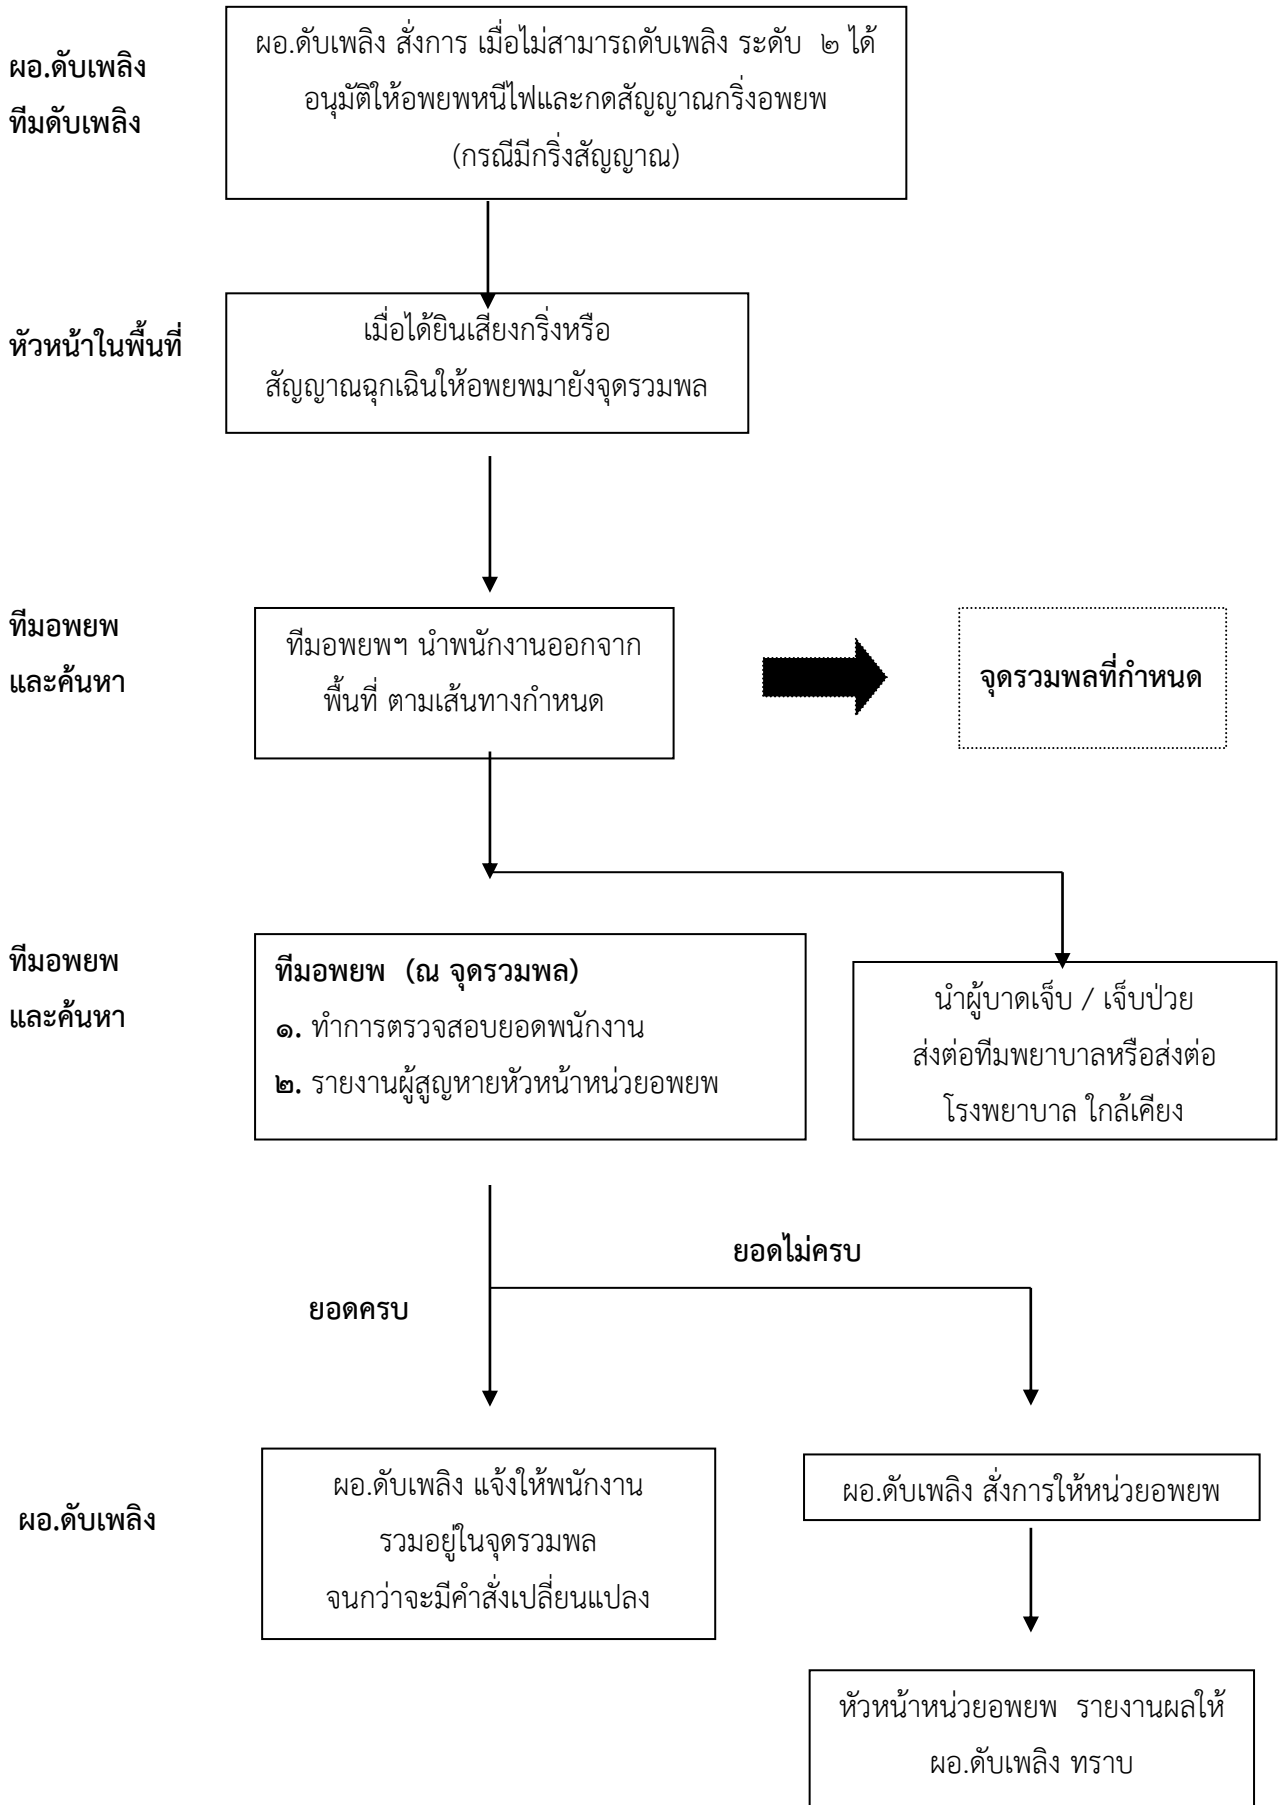 ผอ.ดับเพลิง
ทีมดับเพลิง
ผอ.ดับเพลิง สั่งการ เมื่อไม่สามารถดับเพลิง ระดับ ๒ ได้
อนุมัติให้อพยพหนีไฟและกดสัญญาณกริ่งอพยพ
(กรณีมีกริ่งสัญญาณ)
หัวหน้าในพื้นที่
เมื่อได้ยินเสียงกริ่งหรือ
สัญญาณฉุกเฉินให้อพยพมายังจุดรวมพล
ทีมอพยพ
และค้นหา
ทีมอพยพฯ นำพนักงานออกจาก
พื้นที่ ตามเส้นทางกำหนด
จุดรวมพลที่กำหนด
ทีมอพยพ
และค้นหา
ทีมอพยพ (ณ จุดรวมพล)
๑. ทำการตรวจสอบยอดพนักงาน
๒. รายงานผู้สูญหายหัวหน้าหน่วยอพยพ
นำผู้บาดเจ็บ / เจ็บป่วย
ส่งต่อทีมพยาบาลหรือส่งต่อ
โรงพยาบาล ใกล้เคียง
ยอดไม่ครบ
ยอดครบ
ผอ.ดับเพลิง
ผอ.ดับเพลิง แจ้งให้พนักงาน
รวมอยู่ในจุดรวมพล
จนกว่าจะมีคำสั่งเปลี่ยนแปลง
ผอ.ดับเพลิง สั่งการให้หน่วยอพยพ
หัวหน้าหน่วยอพยพ รายงานผลให้
ผอ.ดับเพลิง ทราบ